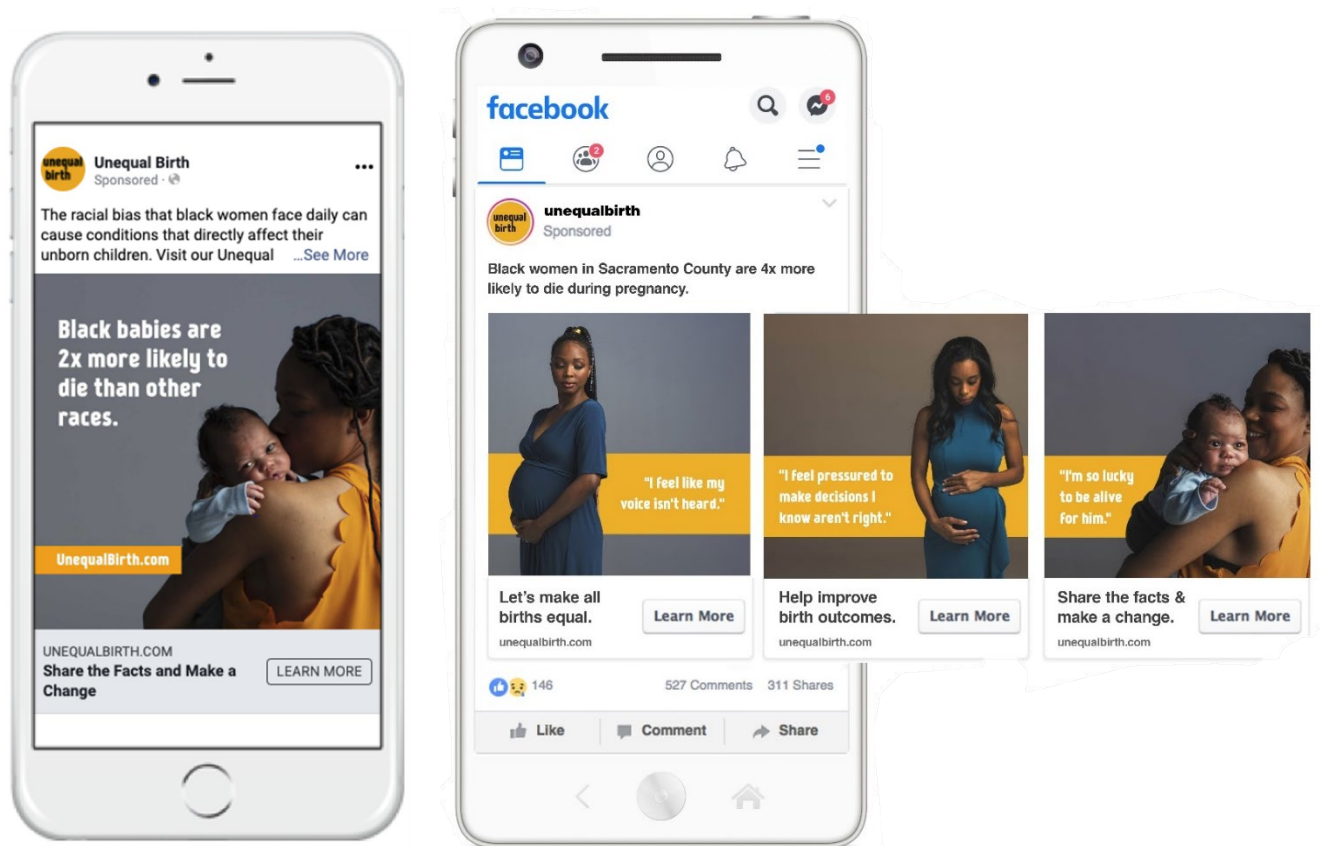 unequal
birth
Unequal Birth
Sponsored ·
The racial bias that black women face daily can
cause conditions that directly affect their
unborn children. Visit our Unequal ...See More
Black babies are
2x more likely to
die than other
races.
UnequalBirth.com
UNEQUALBIRTH.COM
Share the Facts and Make a
Change
LEARN MORE
facebook
6
2
unequal
birth
unequalbirth
Sponsored
Black women in Sacramento County are 4x more
likely to die during pregnancy.
"I feel like my
voice isn't heard."
Let's make all
births equal.
Learn More
unequalbirth.com
"I feel pressured to
make decisions I
know aren't right."
Help improve
birth outcomes.
Learn More
unequalbirth.com
"I'm so lucky
to be alive
for him."
Share the facts &
make a change.
Learn More
unequalbirth.com
146
527 Comments 311 Shares
Like
Comment
Share